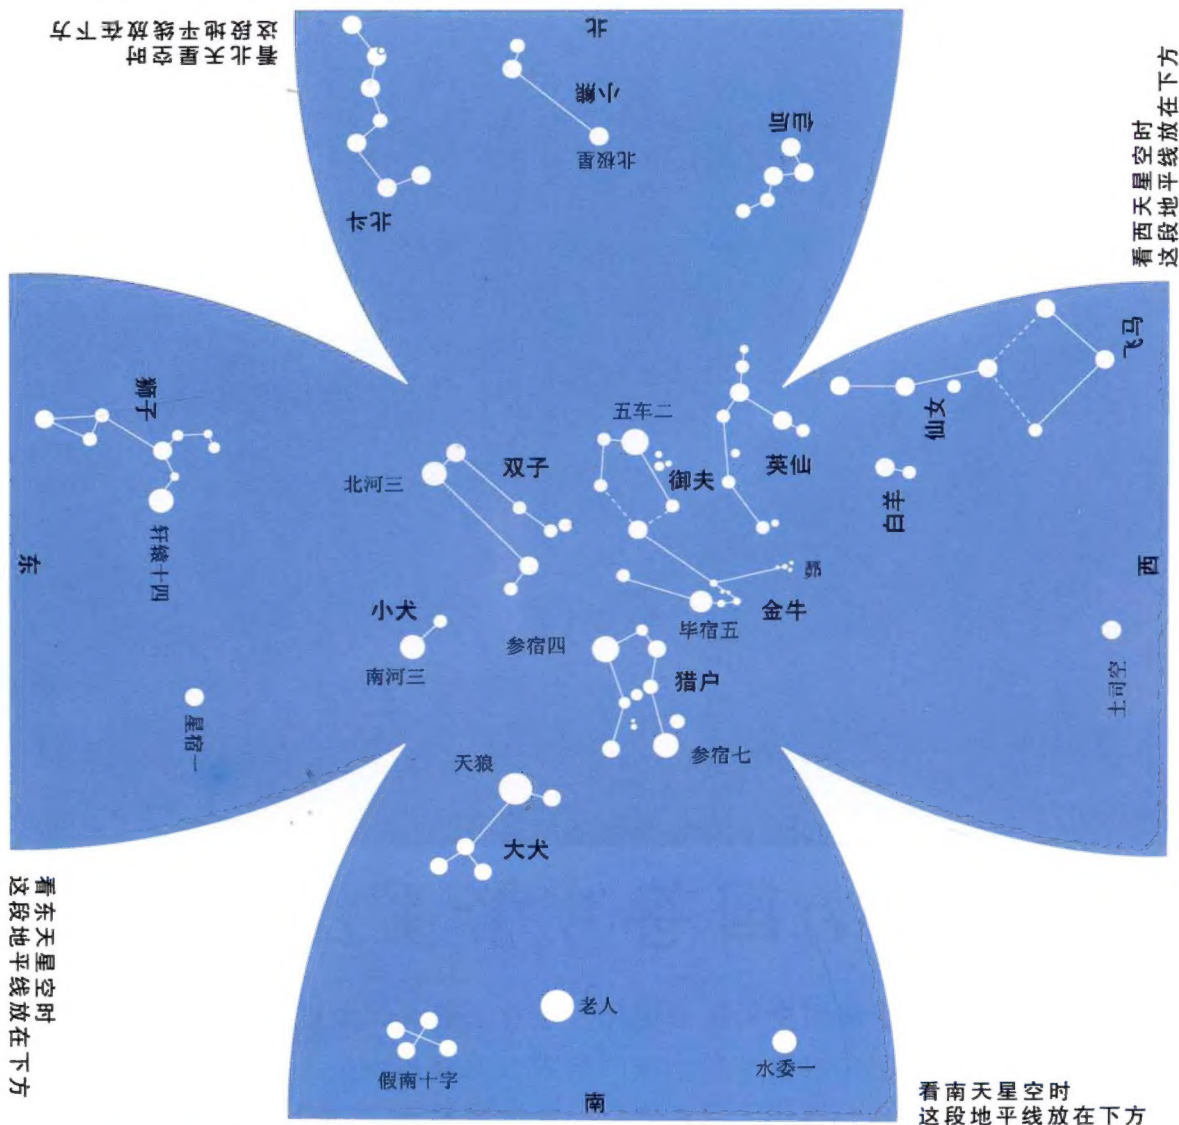 看北天星空时
这段地平线放在下方
北
小熊
北极星
仙后
北斗
看西天星空时
这段地平线放在下方
飞马
仙女
白羊
西
土司空
狮子
轩辕十四
东
星宿一
五车二
双子
北河三
御夫
英仙
昴
金牛
毕宿五
小犬
南河三
参宿四
猎户
参宿七
天狼
大犬
老人
假南十字
水委一
南
看东天星空时
这段地平线放在下方
看南天星空时
这段地平线放在下方